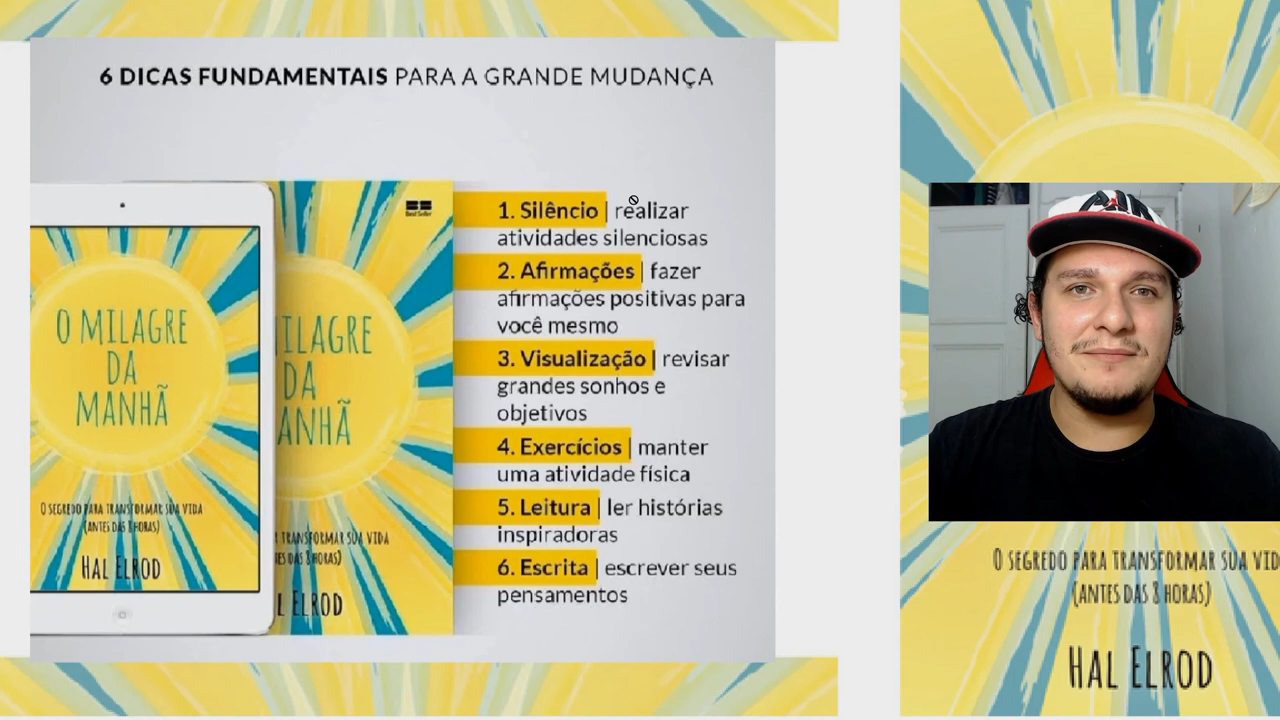 6 DICAS FUNDAMENTAIS PARA A GRANDE MUDANÇA
Best Seller
O MILAGRE
DA
MANHÃ
O SEGREDO PARA TRANSFORMAR SUA VIDA
(ANTES DAS 8 HORAS)
HAL ELROD
MILAGRE
DA
ANHÃ
TRANSFORMAR SUA VIDA
DAS 8 HORAS)
ELROD
1. Silêncio | realizar
atividades silenciosas
2. Afirmações | fazer
afirmações positivas para
você mesmo
3. Visualização | revisar
grandes sonhos e
objetivos
4. Exercícios | manter
uma atividade física
5. Leitura | ler histórias
inspiradoras
6. Escrita | escrever seus
pensamentos
O SEGREDO PARA TRANSFORMAR SUA VID
(ANTES DAS 8 HORAS)
HAL ELROD